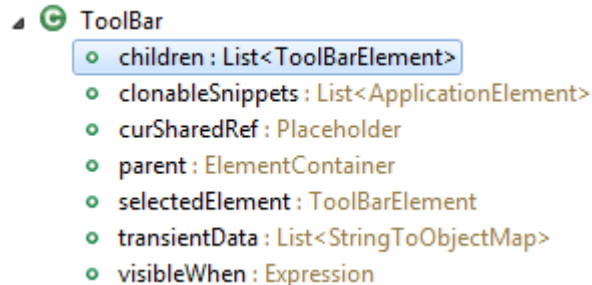 ToolBar
children : List<ToolBarElement>
clonableSnippets : List<ApplicationElement>
curSharedRef : Placeholder
parent : ElementContainer
selectedElement : ToolBarElement
transientData : List<StringToObjectMap>
visibleWhen : Expression